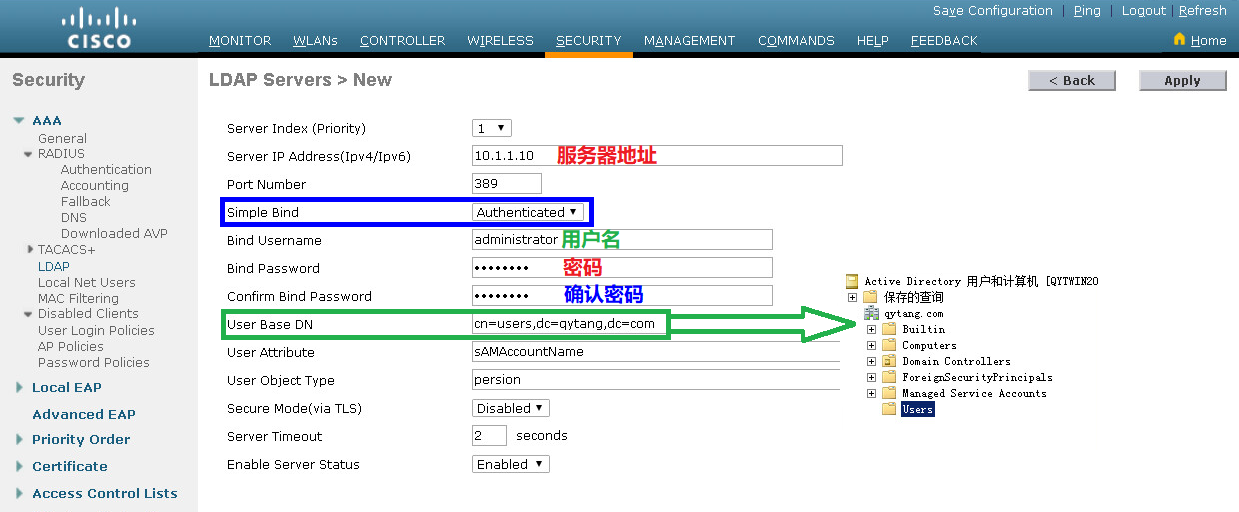 Save Configuration | Ping | Logout | Refresh
CISCO
MONITOR WLANs CONTROLLER WIRELESS SECURITY MANAGEMENT COMMANDS HELP FEEDBACK Home
Security
LDAP Servers > New
< Back Apply
AAA
General
RADIUS
Authentication
Accounting
Fallback
DNS
Downloaded AVP
TACACS+
LDAP
Local Net Users
MAC Filtering
Disabled Clients
User Login Policies
AP Policies
Password Policies
Local EAP
Advanced EAP
Priority Order
Certificate
Access Control Lists
Server Index (Priority) 1
Server IP Address(Ipv4/Ipv6) 10.1.1.10 服务器地址
Port Number 389
Simple Bind Authenticated
Bind Username administrator 用户名
Bind Password •••••••• 密码
Confirm Bind Password •••••••• 确认密码
User Base DN cn=users,dc=qytang,dc=com
User Attribute sAMAccountName
User Object Type persion
Secure Mode(via TLS) Disabled
Server Timeout 2 seconds
Enable Server Status Enabled
Active Directory 用户和计算机 [QYTWIN20
保存的查询
qytang.com
Builtin
Computers
Domain Controllers
ForeignSecurityPrincipals
Managed Service Accounts
Users